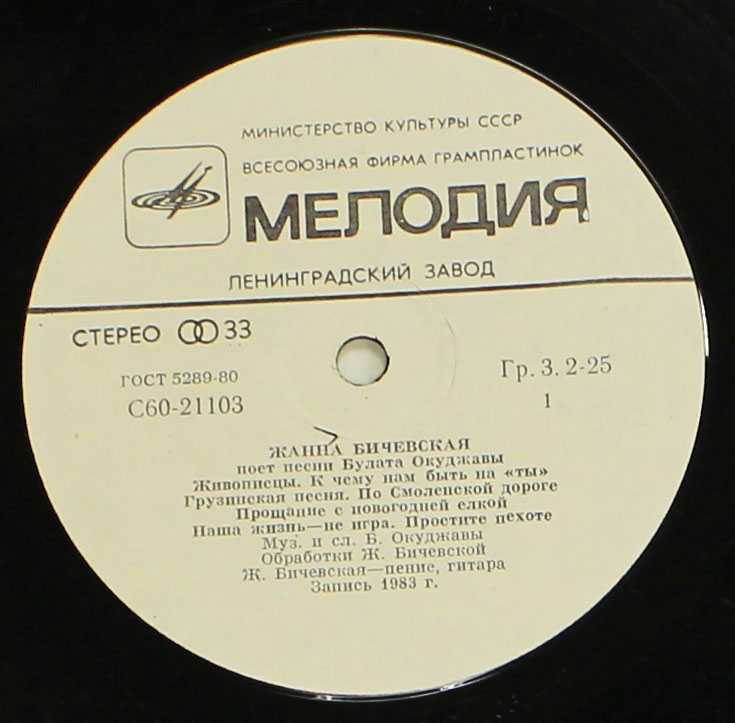 МИНИСТЕРСТВО КУЛЬТУРЫ СССР
ВСЕСОЮЗНАЯ ФИРМА ГРАМПЛАСТИНОК
МЕЛОДИЯ
ЛЕНИНГРАДСКИЙ ЗАВОД
СТЕРЕО 33
ГОСТ 5289-80
С60-21103
Гр. 3. 2-25
1
ЖАННА БИЧЕВСКАЯ
поет песни Булата Окуджавы
Живописцы. К чему нам быть на «ты»
Грузинская песня. По Смоленской дороге
Прощание с новогодней елкой
Наша жизнь—не игра. Простите пехоте
Муз. и сл. Б. Окуджавы
Обработки Ж. Бичевской
Ж. Бичевская—пение, гитара
Запись 1983 г.